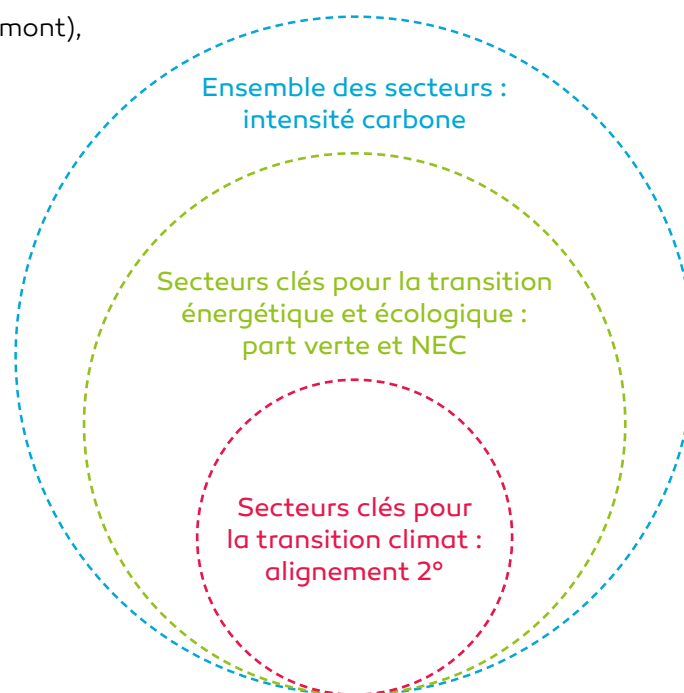 mont),
Ensemble des secteurs :
intensité carbone
Secteurs clés pour la transition
énergétique et écologique :
part verte et NEC
Secteurs clés pour
la transition climat :
alignement 2°